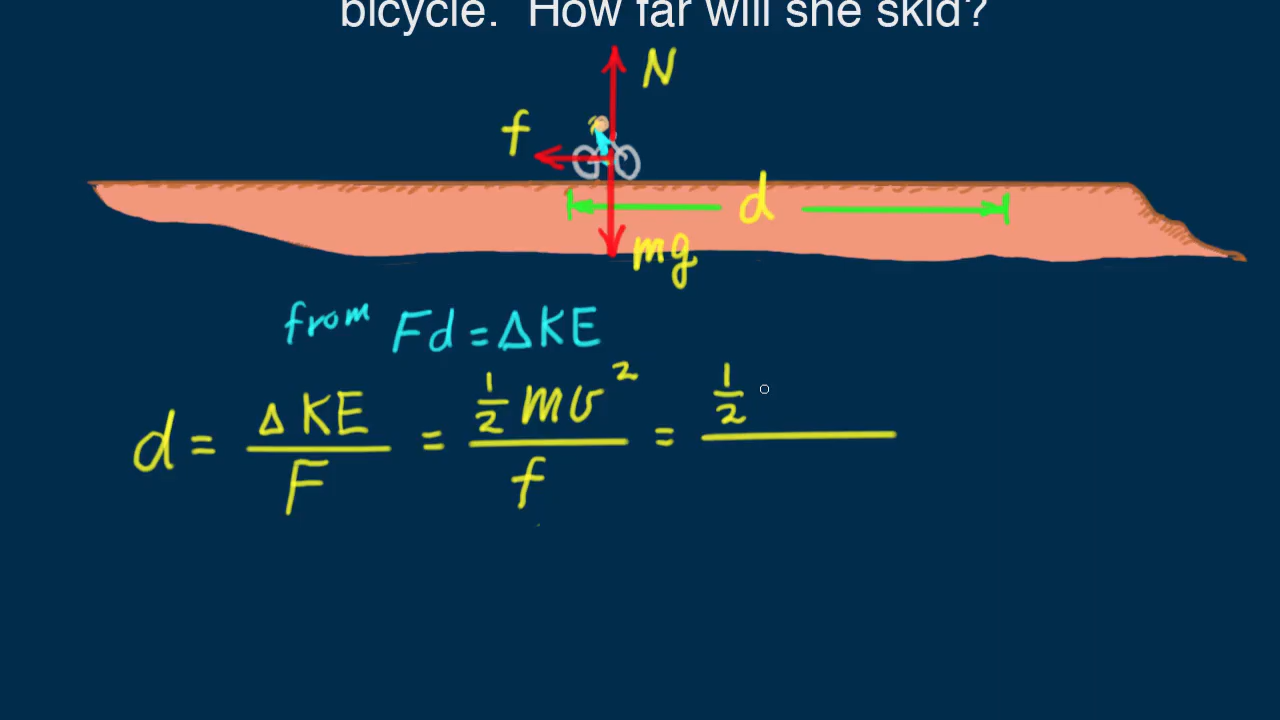 bicycle. How far will she skid?
N
f
d
mg
from Fd = ΔKE
d = ΔKE/F = ½mv²/f = ½